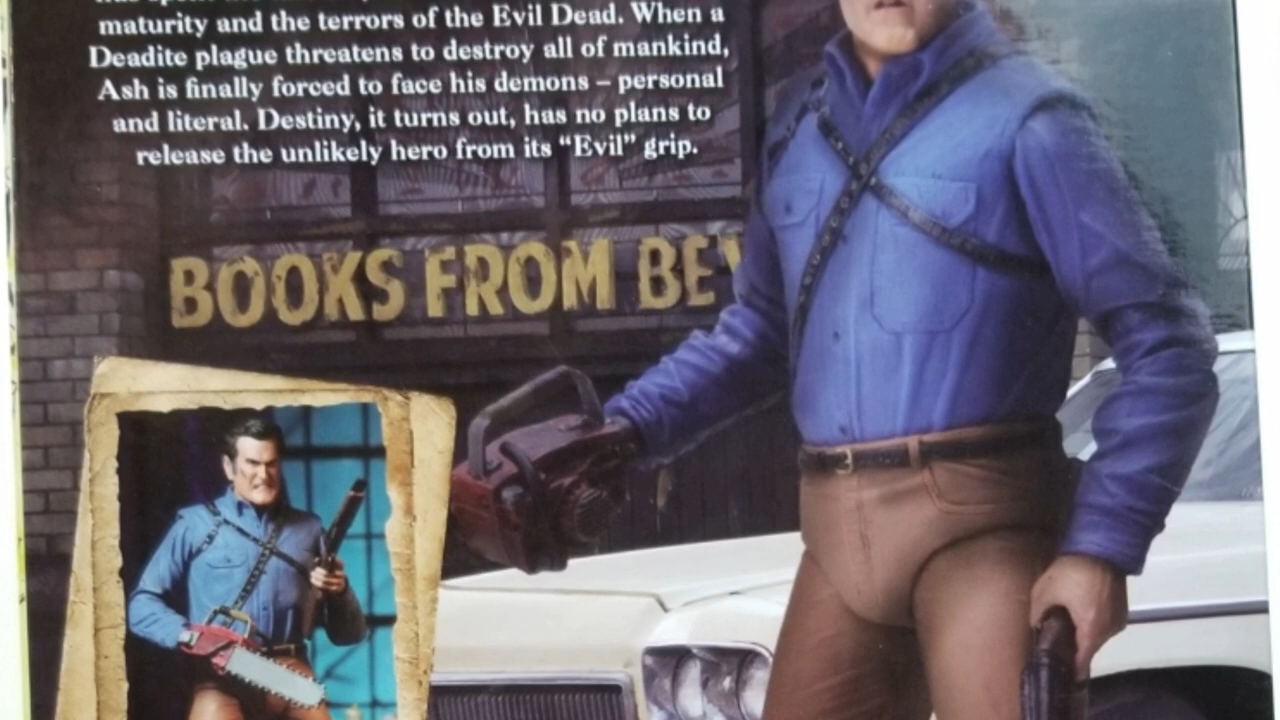 maturity and the terrors of the Evil Dead. When a
Deadite plague threatens to destroy all of mankind,
Ash is finally forced to face his demons – personal
and literal. Destiny, it turns out, has no plans to
release the unlikely hero from its “Evil” grip.
BOOKS FROM